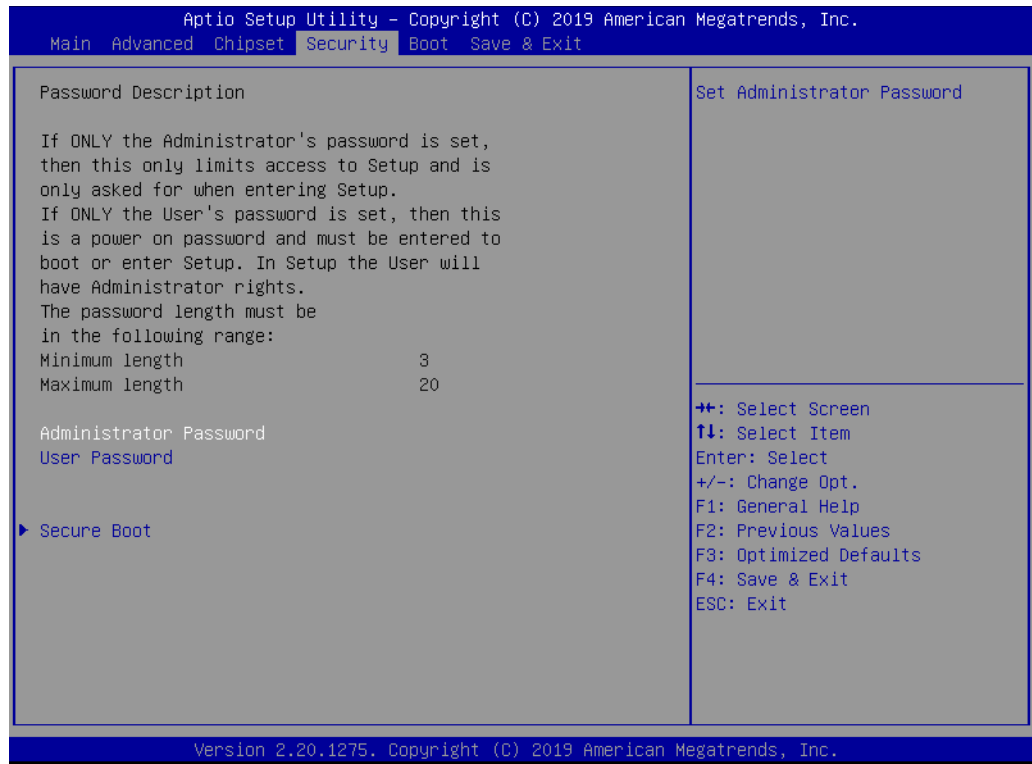 Aptio Setup Utility – Copyright (C) 2019 American Megatrends, Inc.
Main Advanced Chipset Security Boot Save & Exit
Password Description
If ONLY the Administrator's password is set,
then this only limits access to Setup and is
only asked for when entering Setup.
If ONLY the User's password is set, then this
is a power on password and must be entered to
boot or enter Setup. In Setup the User will
have Administrator rights.
The password length must be
in the following range:
Minimum length 3
Maximum length 20
Administrator Password
User Password
Secure Boot
Set Administrator Password
→←: Select Screen
↑↓: Select Item
Enter: Select
+/-: Change Opt.
F1: General Help
F2: Previous Values
F3: Optimized Defaults
F4: Save & Exit
ESC: Exit
Version 2.20.1275. Copyright (C) 2019 American Megatrends, Inc.